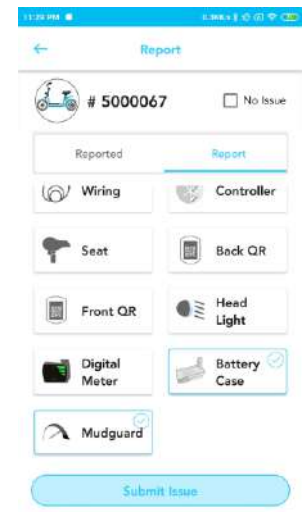 11:29 PM
Report
# 5000067
No Issue
Reported
Report
Wiring
Controller
Seat
Back QR
Front QR
Head
Light
Digital
Meter
Battery
Case
Mudguard
Submit Issue